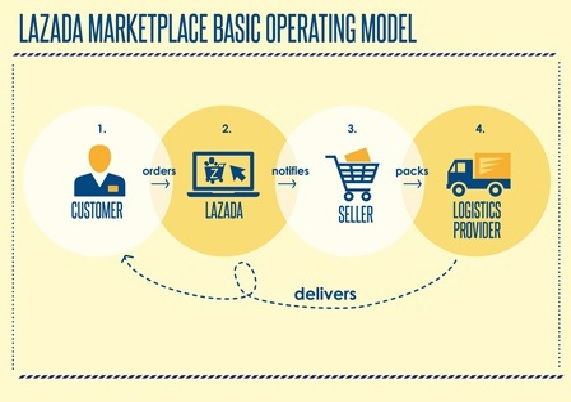 LAZADA MARKETPLACE BASIC OPERATING MODEL
1.
2.
3.
4.
orders
notifies
packs
CUSTOMER
LAZADA
SELLER
LOGISTICS
PROVIDER
delivers